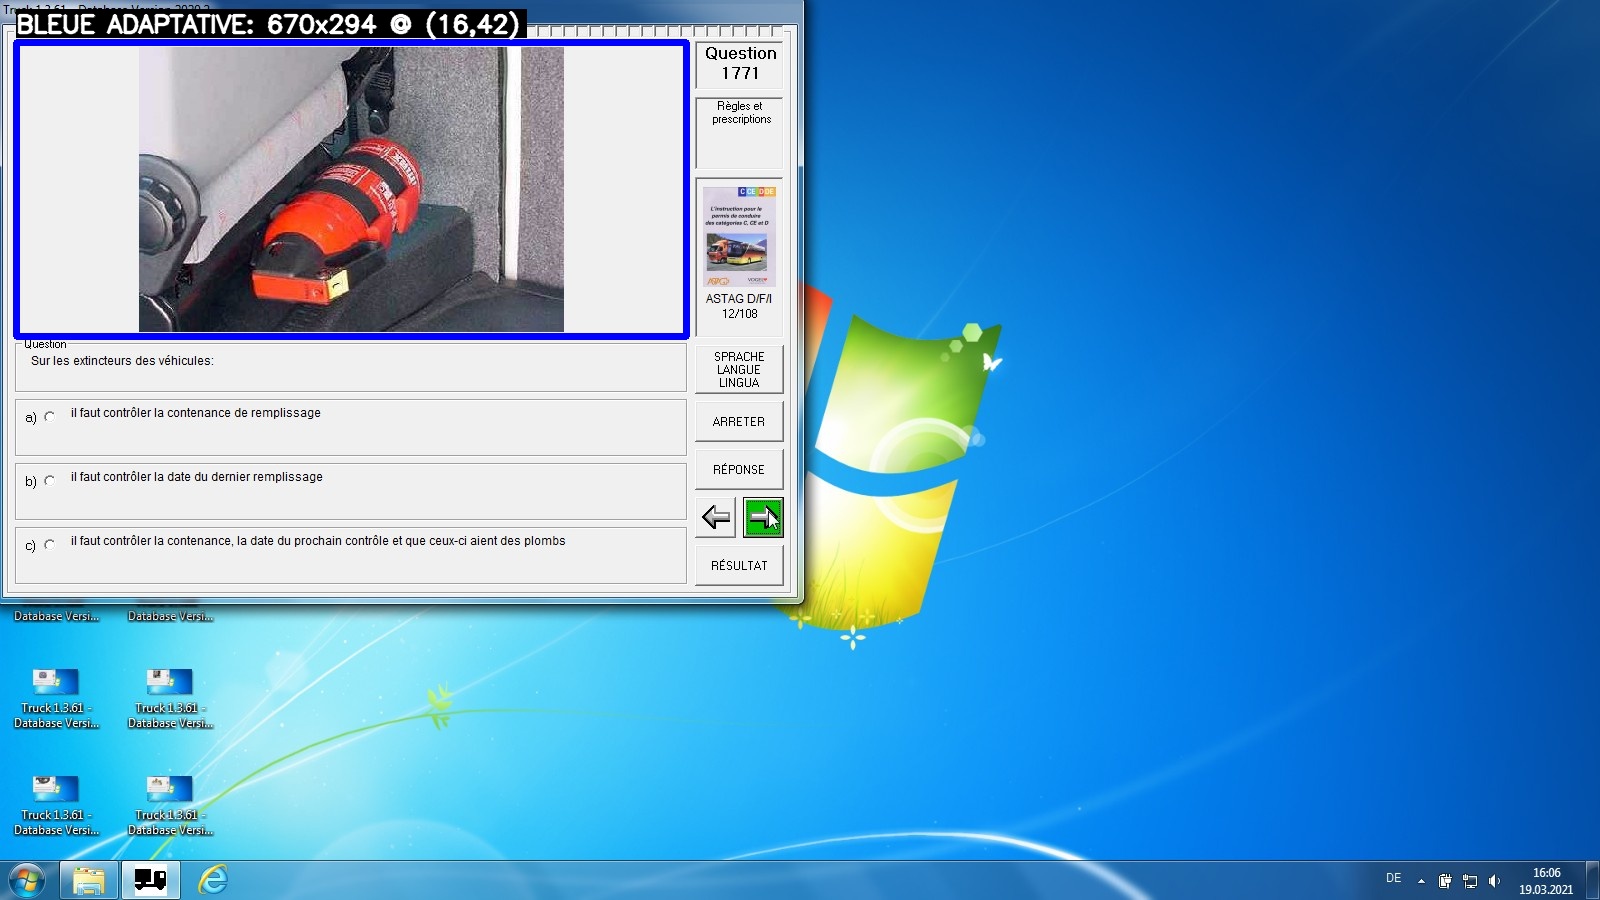 BLEUE ADAPTATIVE: 670x294 @ (16,42)
Question
1771
Règles et
prescriptions
C CE D DE
L'instruction pour le
permis de conduire
des catégories C, CE et D
ASTAG D/F/I
12/108
Question
Sur les extincteurs des véhicules:
a) il faut contrôler la contenance de remplissage
b) il faut contrôler la date du dernier remplissage
c) il faut contrôler la contenance, la date du prochain contrôle et que ceux-ci aient des plombs
SPRACHE
LANGUE
LINGUA
ARRETER
RÉPONSE
RÉSULTAT
Database Versi...
Database Versi...
Truck 1.3.61 -
Database Versi...
Truck 1.3.61 -
Database Versi...
Truck 1.3.61 -
Database Versi...
Truck 1.3.61 -
Database Versi...
DE
16:06
19.03.2021